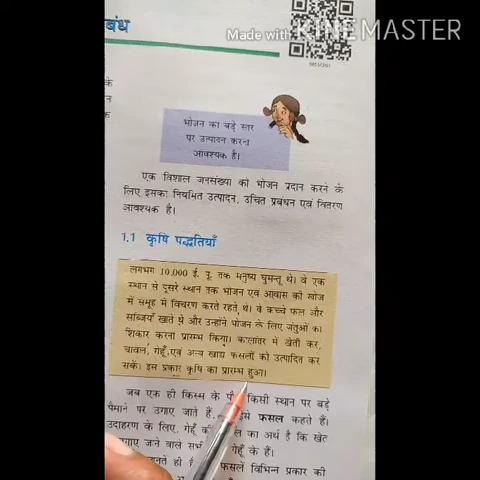 Made with KINEMASTER
बंध
के
भोजन का बड़े स्तर
पर उत्पादन करना
आवश्यक है।
एक विशाल जनसंख्या को भोजन प्रदान करने के
लिए इसका नियमित उत्पादन, उचित प्रबंधन एवं वितरण
आवश्यक है।
1.1 कृषि पद्धतियाँ
लगभग 10,000 ई. पू. तक मनुष्य घुमन्तू थे। वे एक
स्थान से दूसरे स्थान तक भोजन एवं आवास की खोज
में समूह में विचरण करते रहते थे। वे कच्चे फल और
सब्जियाँ खाते थे और उन्होंने भोजन के लिए जंतुओं का
शिकार करना प्रारम्भ किया। कालांतर में खेती कर,
चावल, गेहूँ एवं अन्य खाद्य फसलों को उत्पादित कर
सकें। इस प्रकार कृषि का प्रारम्भ हुआ।
जब एक ही किस्म के किसी स्थान पर बड़े
पैमाने पर उगाए जाते हैं, इसे फसल कहते हैं।
उदाहरण के लिए, गेहूँ की का अर्थ है कि खेत
उगाए जाने वाले गेहूँ के हैं।
फसलें विभिन्न प्रकार की